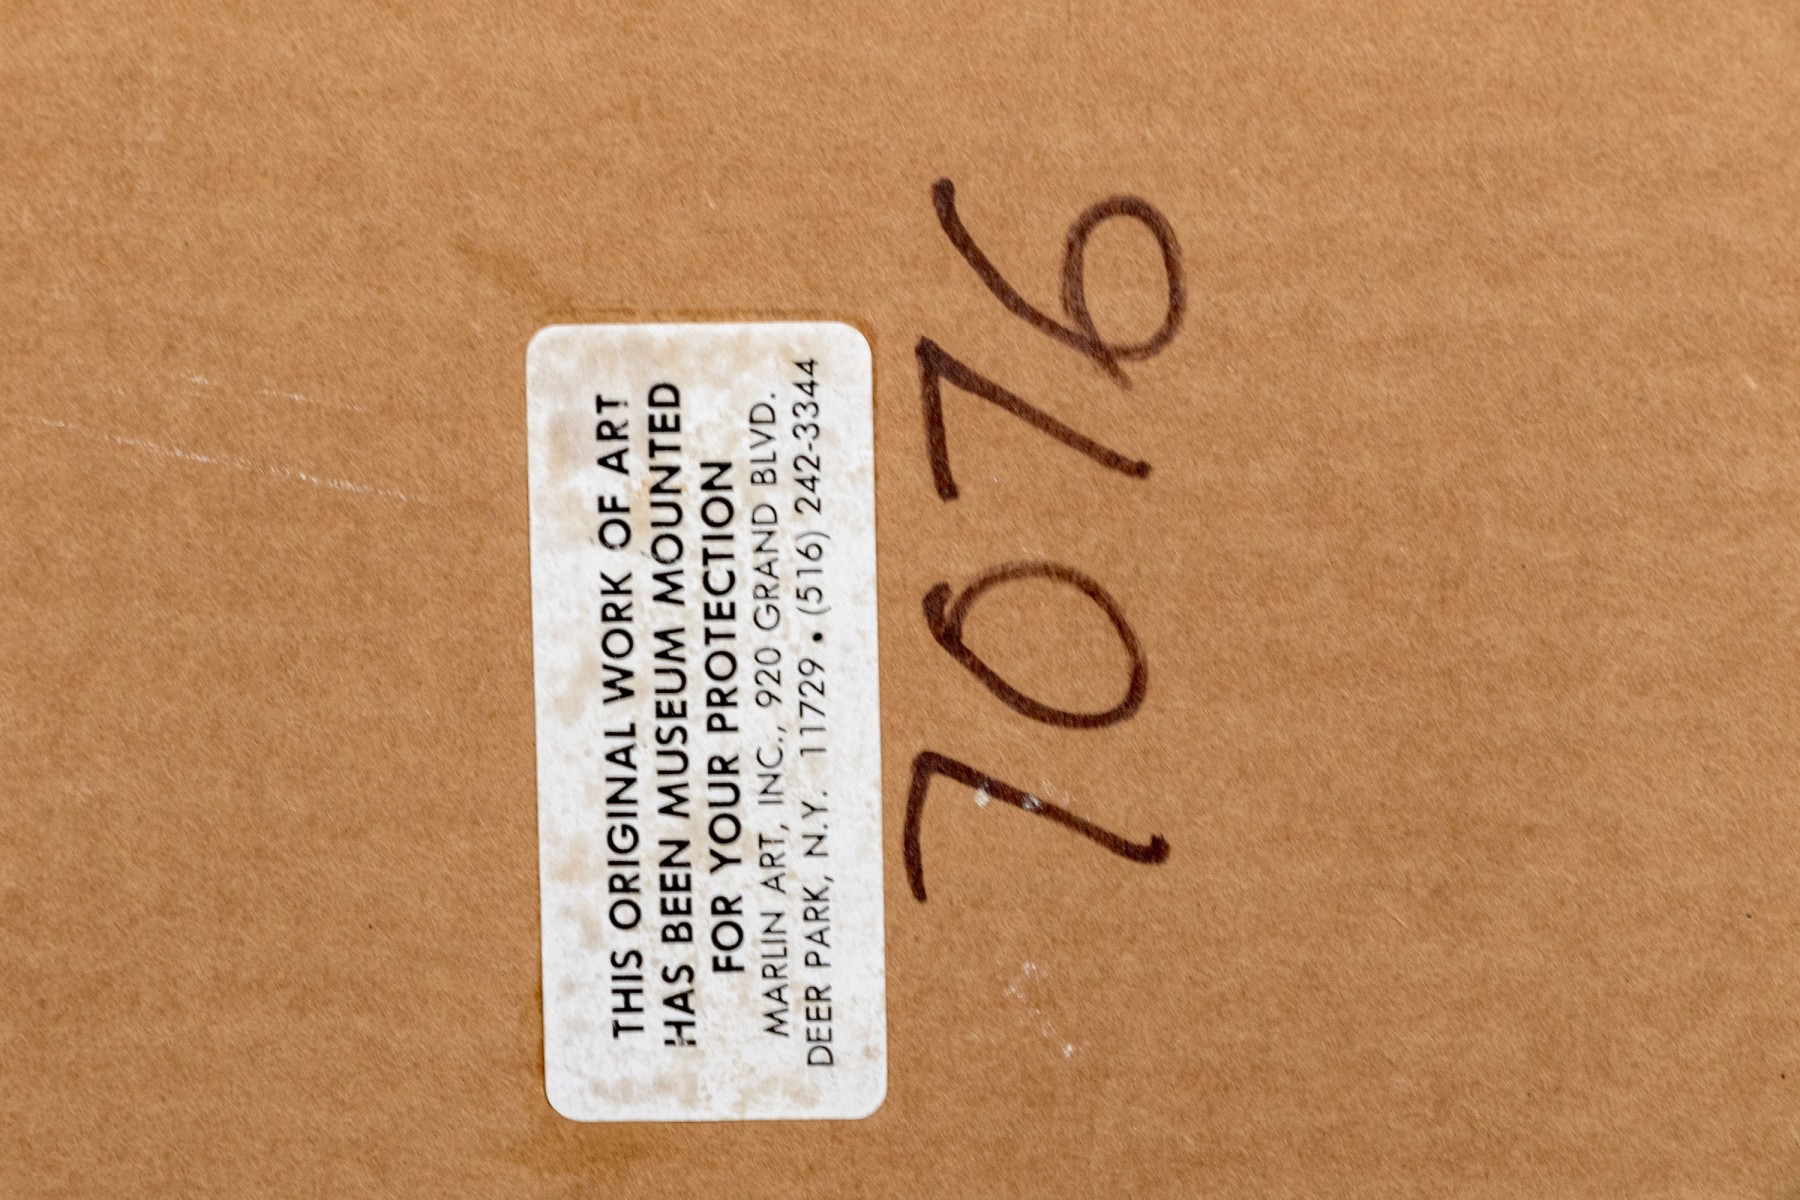 THIS ORIGINAL WORK OF ART
HAS BEEN MUSEUM MOUNTED
FOR YOUR PROTECTION
MARLIN ART, INC., 920 GRAND BLVD.
DEER PARK, N.Y. 11729 • (516) 242-3344
7076